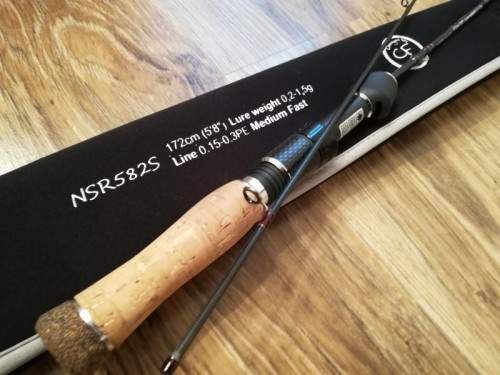 NSR582S
172cm (5'8") Lure weight 0,2-1,5g
Line 0.15-0.3PE Medium Fast